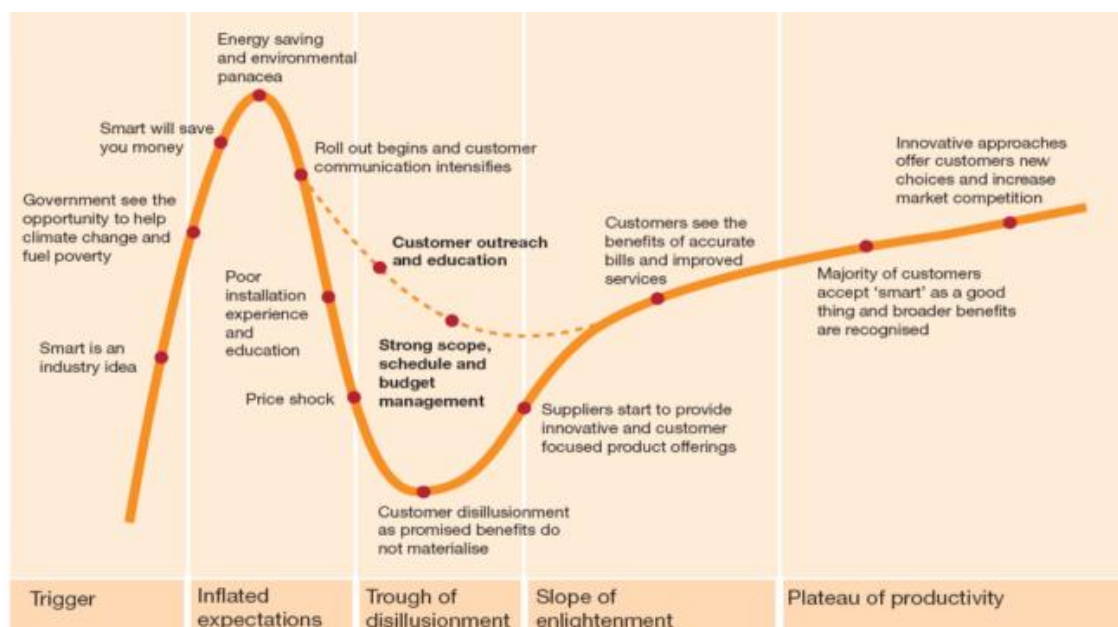 Energy saving
and environmental
panacea
Smart will save
you money
Roll out begins and customer
communication intensifies
Government see the
opportunity to help
climate change and
fuel poverty
Customer outreach
and education
Poor
installation
experience
and
education
Smart is an
industry idea
Strong scope,
schedule and
budget
management
Price shock
Customer disillusionment
as promised benefits do
not materialise
Customers see the
benefits of accurate
bills and improved
services
Suppliers start to provide
innovative and customer
focused product offerings
Innovative approaches
offer customers new
choices and increase
market competition
Majority of customers
accept ‘smart’ as a good
thing and broader benefits
are recognised
Trigger
Inflated
expectations
Trough of
disillusionment
Slope of
enlightenment
Plateau of productivity